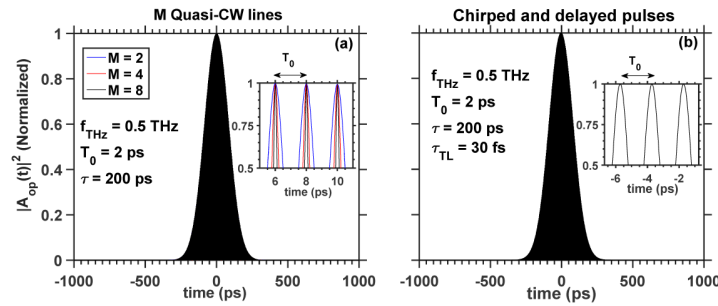 M Quasi-CW lines
|A_op(t)|² (Normalized)
1
0.8
0.6
0.4
0.2
0
M = 2
M = 4
M = 8
f_THz = 0.5 THz
T_0 = 2 ps
τ = 200 ps
(a)
T_0
1
0.75
0.5
6 8 10
time (ps)
-1000 -500 0 500 1000
time (ps)
Chirped and delayed pulses
f_THz = 0.5 THz
T_0 = 2 ps
τ = 200 ps
τ_TL = 30 fs
(b)
T_0
1
0.75
0.5
-6 -4 -2
time (ps)
-1000 -500 0 500 1000
time (ps)